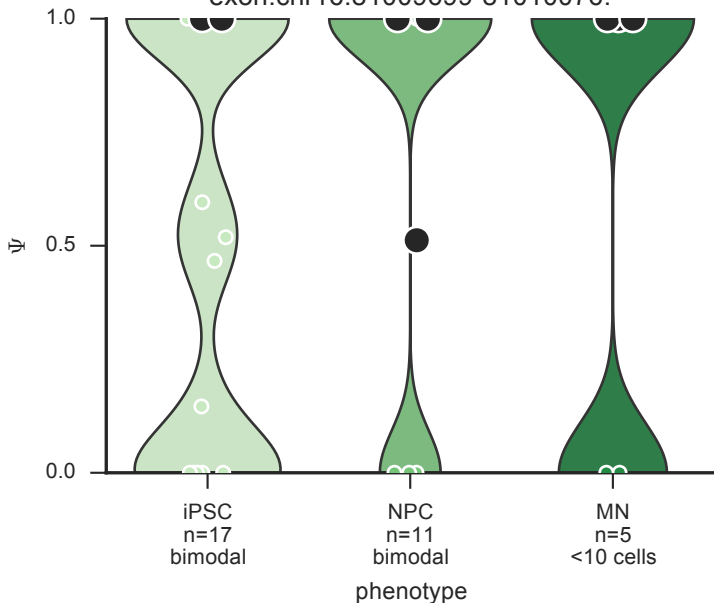 1.0
Ψ 0.5
0.0
iPSC NPC MN
n=17 n=11 n=5
bimodal bimodal <10 cells
phenotype